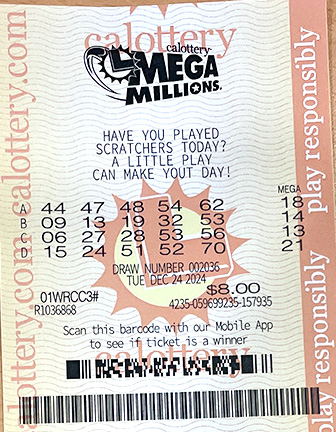 calottery
calottery
MEGA
MILLIONS
HAVE YOU PLAYED
SCRATCHERS TODAY?
A LITTLE PLAY
CAN MAKE YOUT DAY!
MEGA
A 44 47 48 54 62 18
B 09 13 19 32 53 14
C 06 27 28 53 56 13
D 15 24 51 52 70 21
DRAW NUMBER 002036
TUE DEC 24 2024
$8.00
01WRCC3#
R1036868
4235-059699235-157935
Scan this barcode with our Mobile App
to see if ticket is a winner
calottery
calottery.com
calottery.com
play responsibly
play responsibly